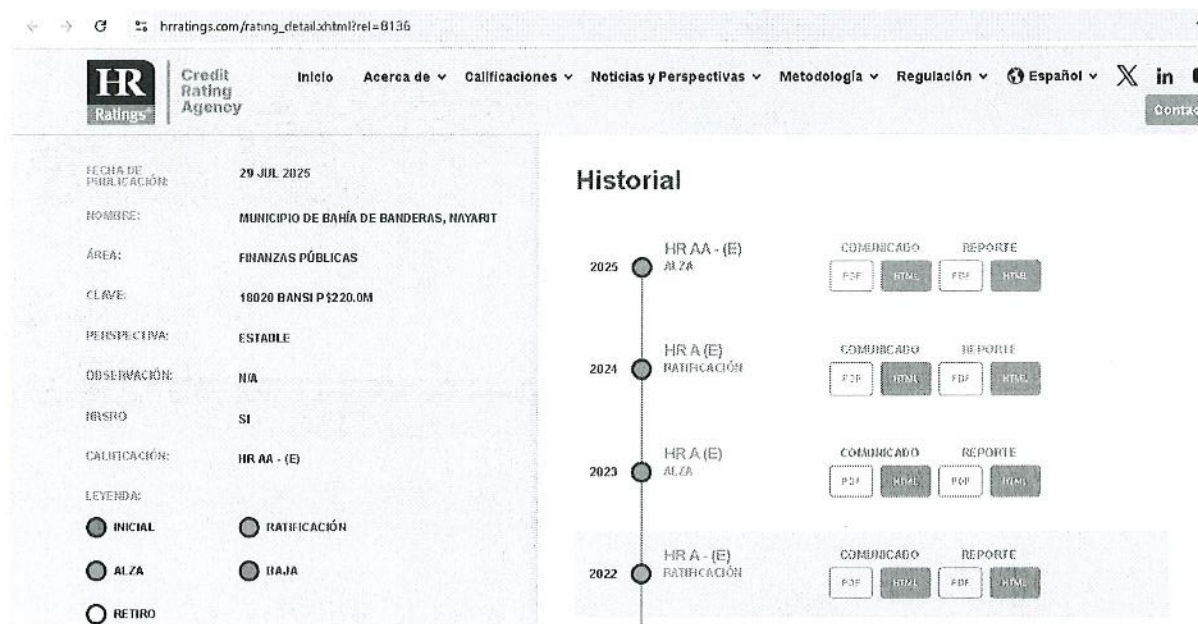 hrratings.com/rating_detail.xhtml?rel=8136
HR
Ratings
Credit
Rating
Agency
Inicio Acerca de Calificaciones Noticias y Perspectivas Metodología Regulación Español X in
Contac
FECHA DE
PUBLICACIÓN: 29 JUL 2025
NOMBRE: MUNICIPIO DE BAHÍA DE BANDERAS, NAYARIT
ÁREA: FINANZAS PÚBLICAS
CLAVE: 18020 BANSI P $220.0M
PERSPECTIVA: ESTABLE
OBSERVACIÓN: N/A
NRSRO SI
CALIFICACIÓN: HR AA - (E)
LEYENDA:
INICIAL RATIFICACIÓN
ALZA BAJA
RETIRO
Historial
2025 HR AA - (E) COMUNICADO REPORTE
ALZA PDF HTML PDF HTML
2024 HR A (E) COMUNICADO REPORTE
RATIFICACIÓN PDF HTML PDF HTML
2023 HR A (E) COMUNICADO REPORTE
ALZA PDF HTML PDF HTML
2022 HR A - (E) COMUNICADO REPORTE
RATIFICACIÓN PDF HTML PDF HTML